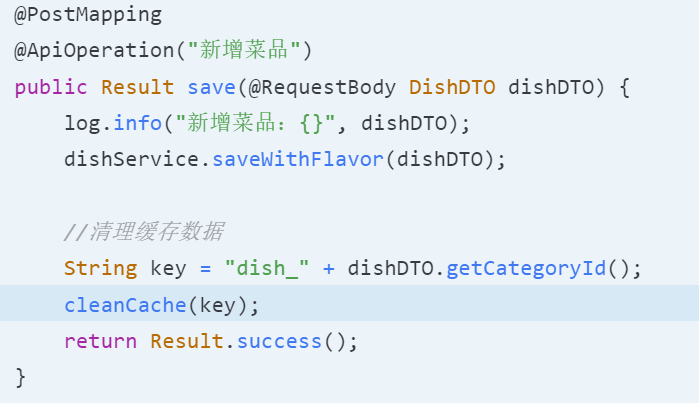 @PostMapping
@ApiOperation("新增菜品")
public Result save(@RequestBody DishDTO dishDTO) {
    log.info("新增菜品：{}", dishDTO);
    dishService.saveWithFlavor(dishDTO);

    //清理缓存数据
    String key = "dish_" + dishDTO.getCategoryId();
    cleanCache(key);
    return Result.success();
}